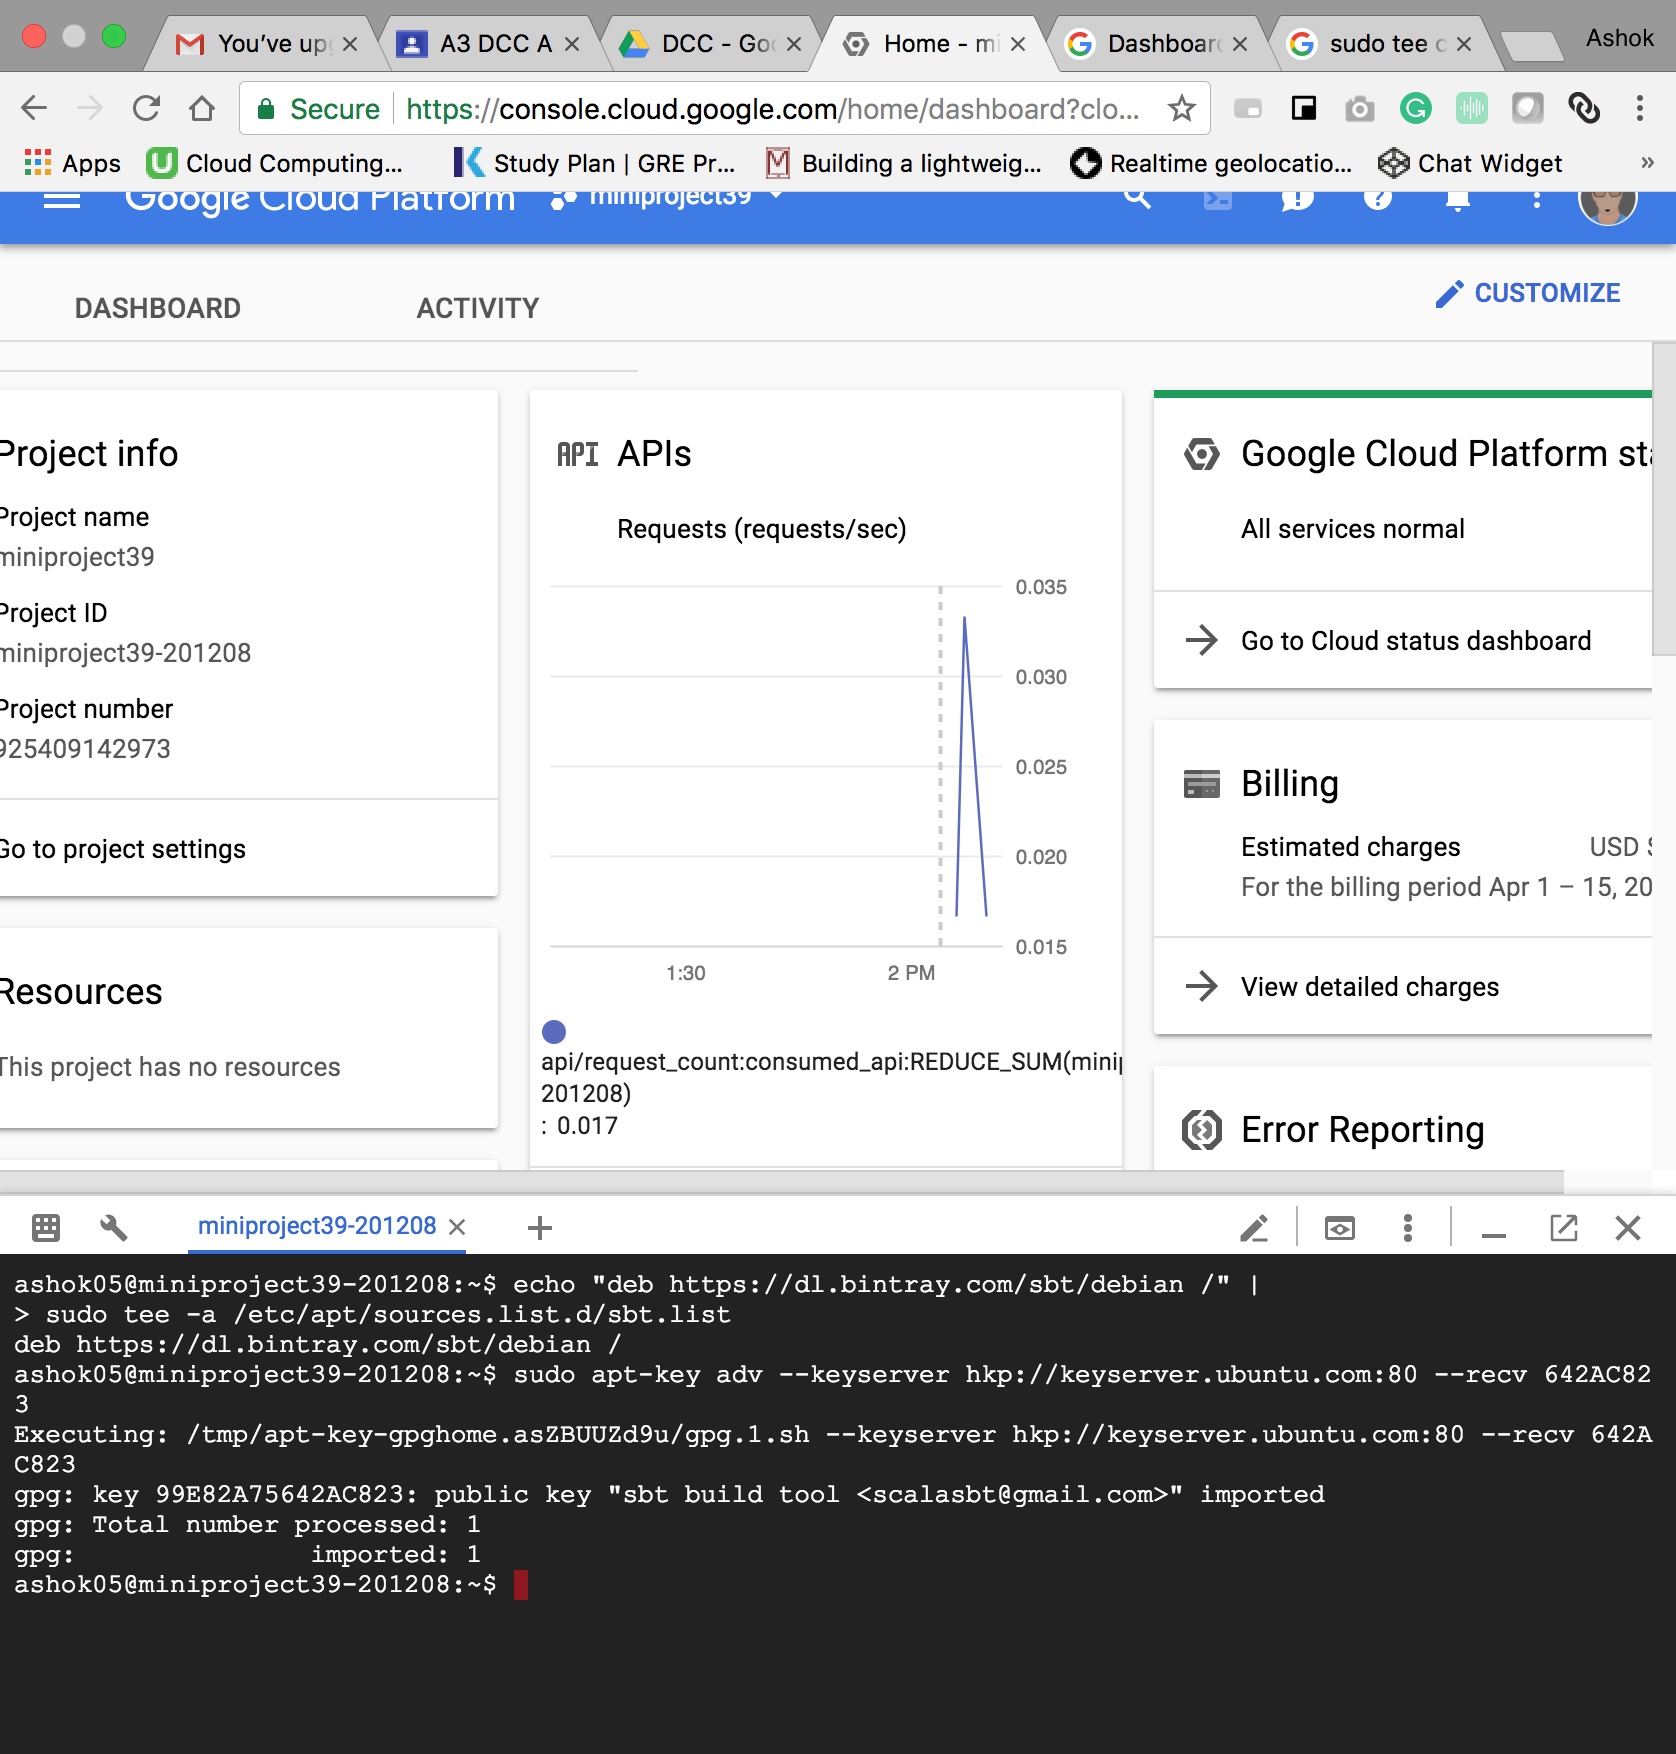 You've up
A3 DCC A
DCC - Goo
Home - mi
Dashboar
sudo tee c
Ashok
Secure
https://console.cloud.google.com/home/dashboard?clo...
Apps
Cloud Computing...
Study Plan | GRE Pr...
Building a lightweig...
Realtime geolocatio...
Chat Widget
»
Google Cloud Platform
miniproject39
DASHBOARD
ACTIVITY
CUSTOMIZE
Project info
Project name
miniproject39
Project ID
miniproject39-201208
Project number
925409142973
Go to project settings
Resources
This project has no resources
API APIs
Requests (requests/sec)
0.035
0.030
0.025
0.020
0.015
1:30
2 PM
api/request_count:consumed_api:REDUCE_SUM(minip
201208)
: 0.017
Google Cloud Platform sta
All services normal
Go to Cloud status dashboard
Billing
Estimated charges
USD $
For the billing period Apr 1 – 15, 20
View detailed charges
Error Reporting
miniproject39-201208
ashok05@miniproject39-201208:~$ echo "deb https://dl.bintray.com/sbt/debian /" |
> sudo tee -a /etc/apt/sources.list.d/sbt.list
deb https://dl.bintray.com/sbt/debian /
ashok05@miniproject39-201208:~$ sudo apt-key adv --keyserver hkp://keyserver.ubuntu.com:80 --recv 642AC82
3
Executing: /tmp/apt-key-gpghome.asZBUUZd9u/gpg.1.sh --keyserver hkp://keyserver.ubuntu.com:80 --recv 642A
C823
gpg: key 99E82A75642AC823: public key "sbt build tool <scalasbt@gmail.com>" imported
gpg: Total number processed: 1
gpg:               imported: 1
ashok05@miniproject39-201208:~$